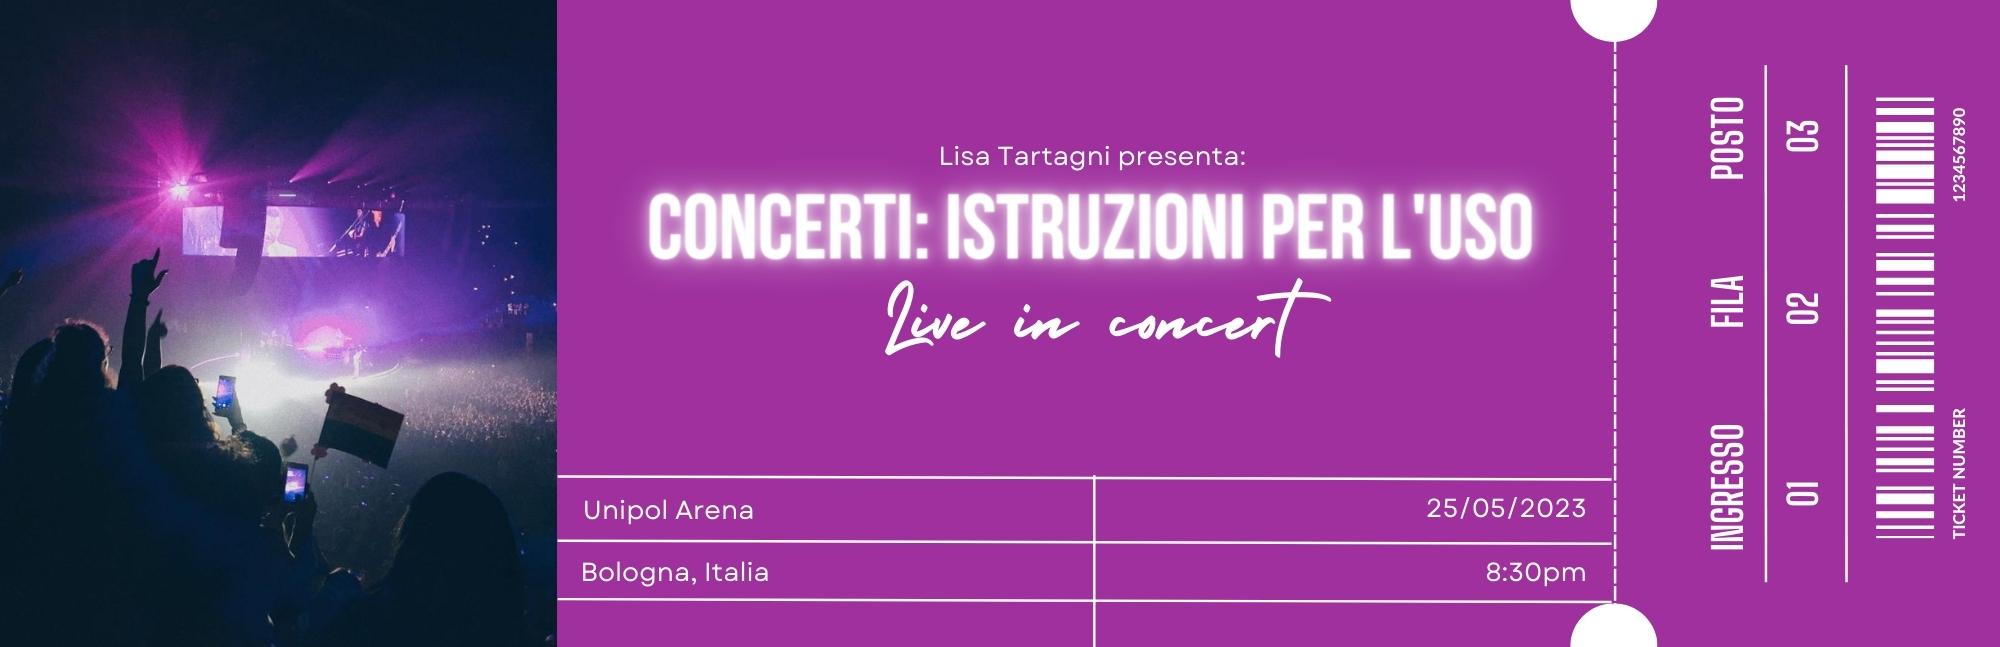 Lisa Tartagni presenta:
CONCERTI: ISTRUZIONI PER L'USO
Live in concert
Unipol Arena
25/05/2023
Bologna, Italia
8:30pm
INGRESSO
FILA
POSTO
01
02
03
TICKET NUMBER
1234567890